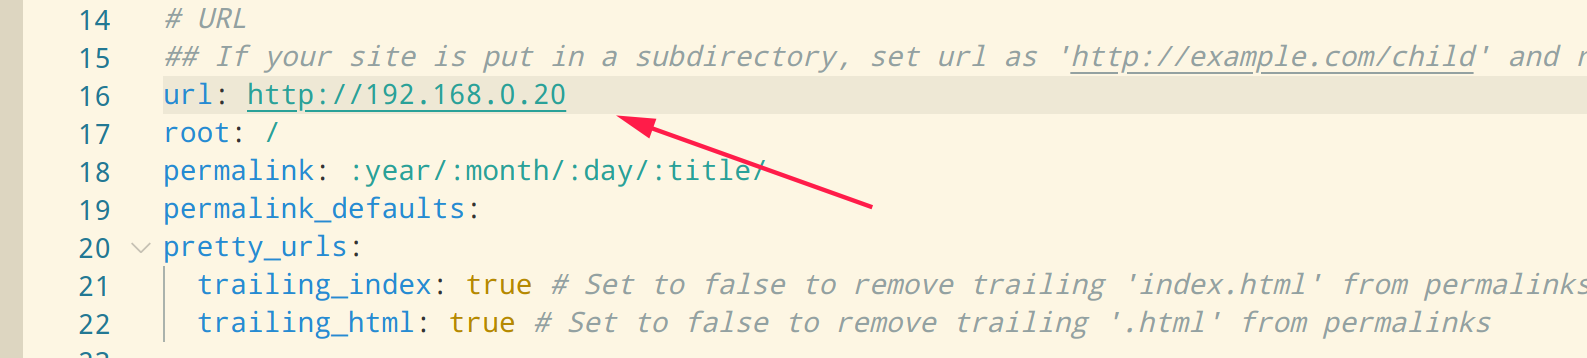 14 # URL
15 ## If your site is put in a subdirectory, set url as 'http://example.com/child' and
16 url: http://192.168.0.20
17 root: /
18 permalink: :year/:month/:day/:title/
19 permalink_defaults:
20 pretty_urls:
21 trailing_index: true # Set to false to remove trailing 'index.html' from permalinks
22 trailing_html: true # Set to false to remove trailing '.html' from permalinks